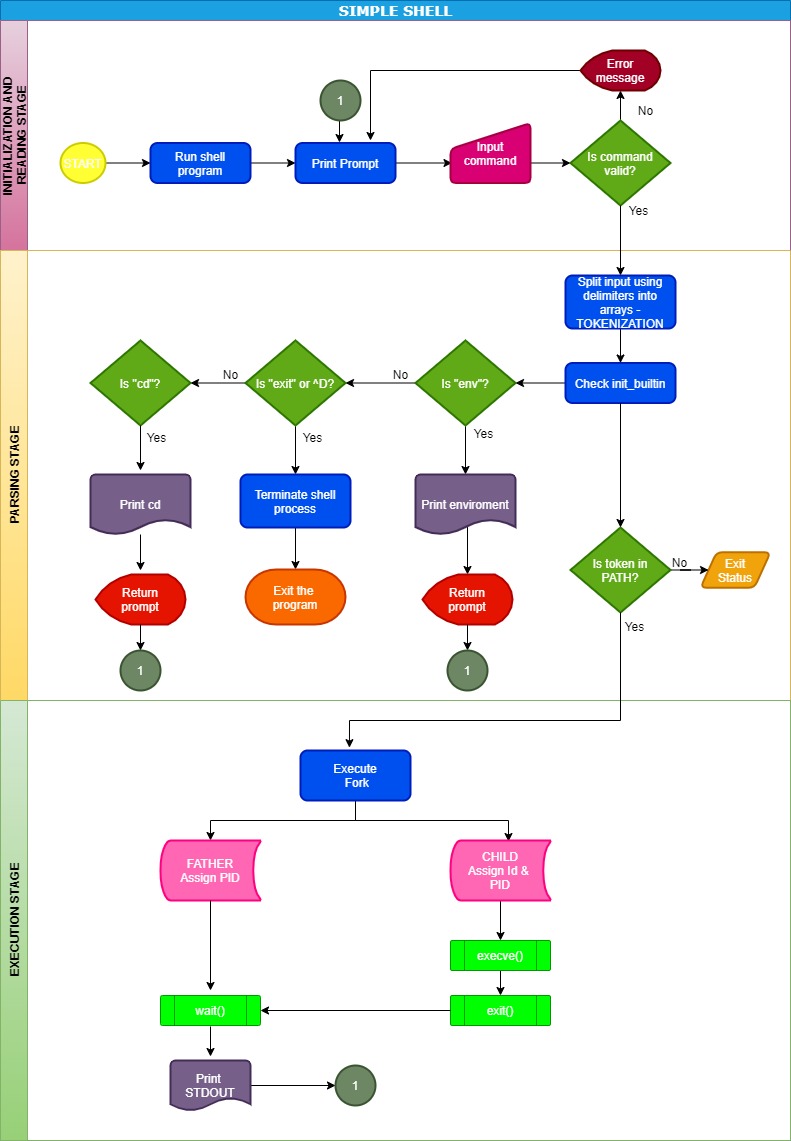 SIMPLE SHELL
INITIALIZATION AND
READING STAGE
Error
message
1
No
START
Run shell
program
Print Prompt
Input
command
Is command
valid?
Yes
PARSING STAGE
Split input using
delimiters into
arrays -
TOKENIZATION
Check init_builtin
Is "env"?
No
Is "exit" or ^D?
No
Is "cd"?
Yes
Yes
Yes
Print cd
Terminate shell
process
Print enviroment
Is token in
PATH?
No
Exit
Status
Return
prompt
Exit the
program
Return
prompt
Yes
1
1
EXECUTION STAGE
Execute
Fork
FATHER
Assign PID
CHILD
Assign Id &
PID
execve()
wait()
exit()
Print
STDOUT
1